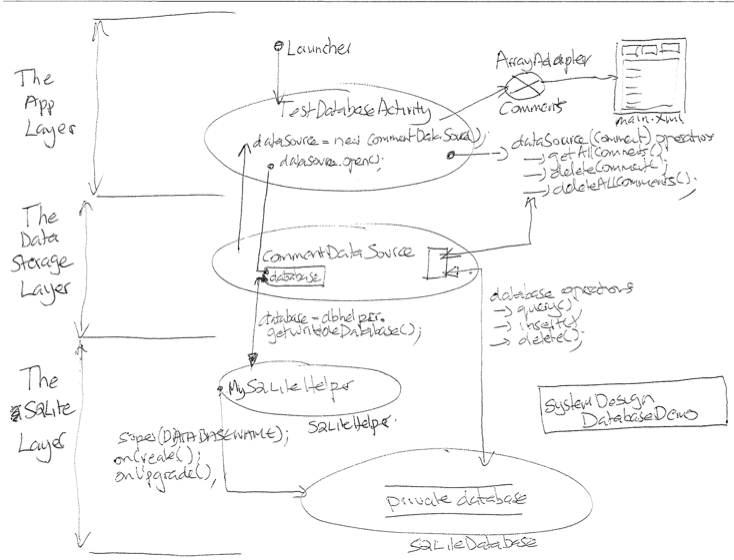 Launcher
ArrayAdapter
Comments
main.xml
The
App
Layer
TestDatabaseActivity
dataSource = new CommentDataSource();
datasource.open();
dataSource (Comment) operations
getAllComments();
deleteComment();
deleteAllComments();
The
Data
Storage
Layer
CommentDataSource
database
database = dbhelper.
getWritableDatabase();
database operations
query()
insert()
delete();
The
SQLite
Layer
MySQLiteHelper
SQLiteHelper
super(DATABASENAME);
onCreate();
onUpgrade(),
System Design
DatabaseDemo
private database
SQLiteDatabase